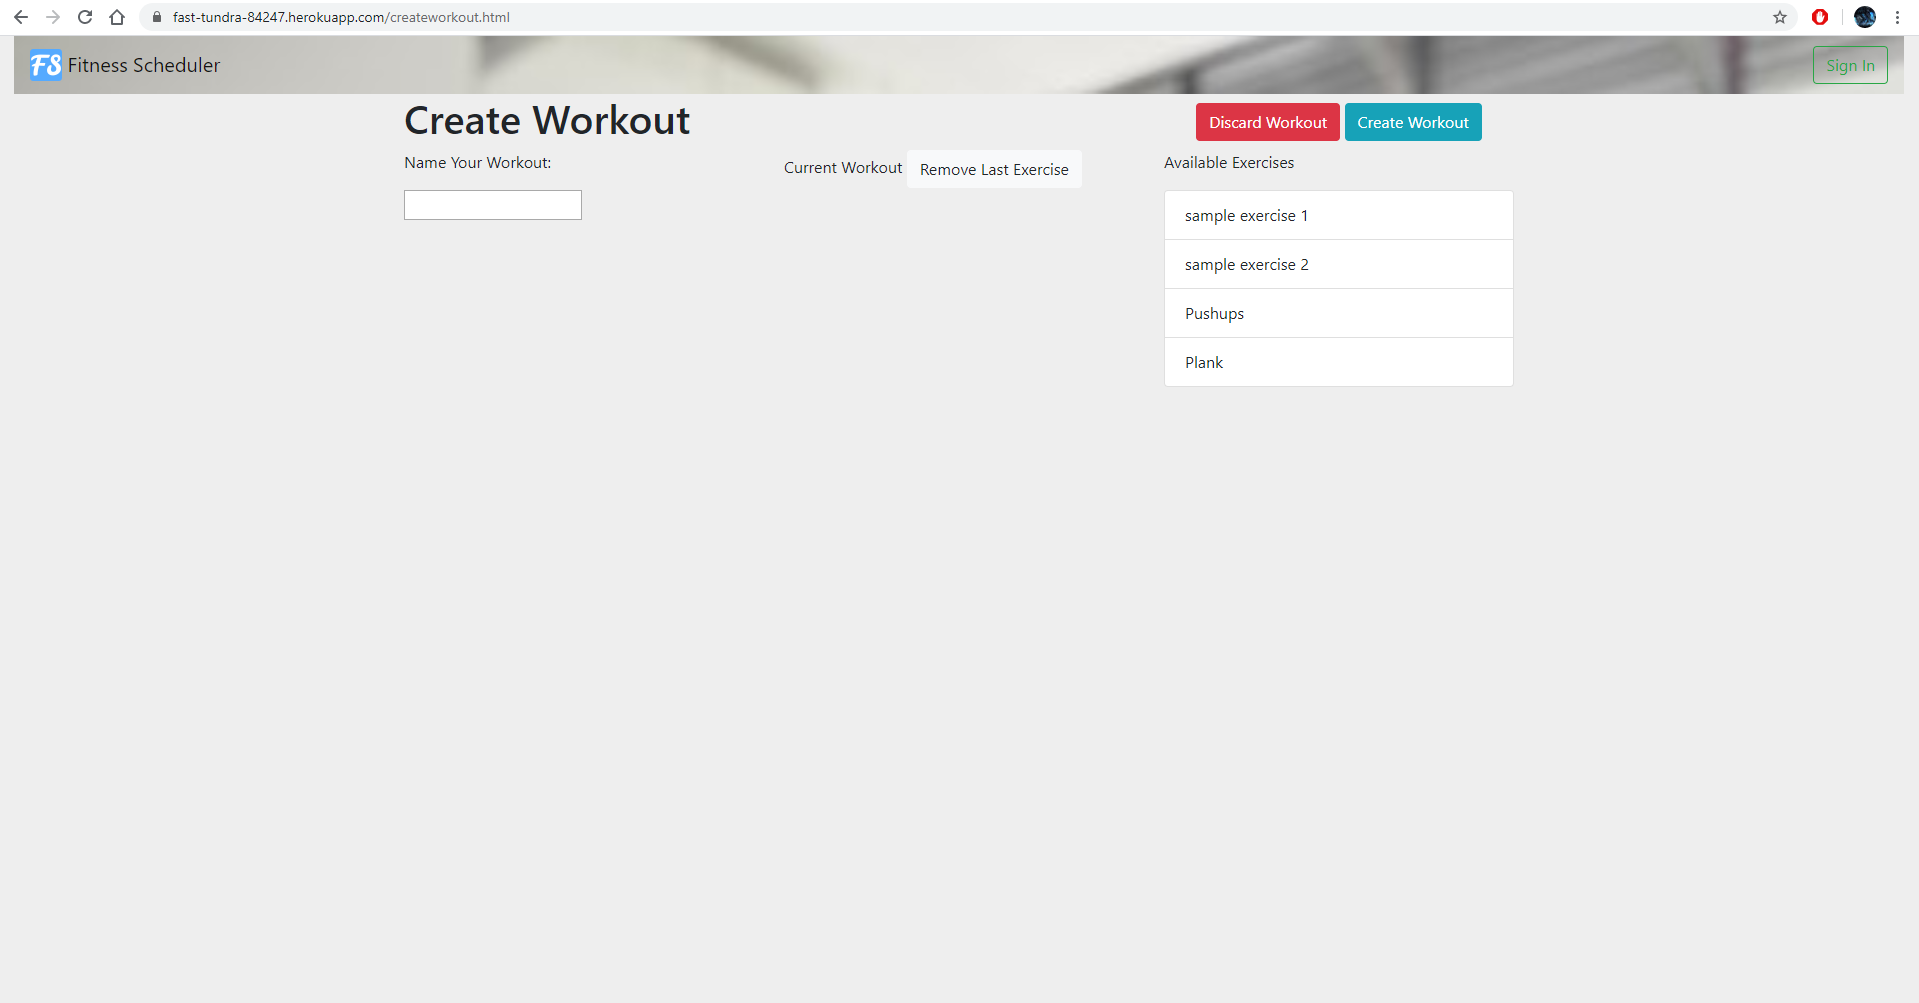 fast-tundra-84247.herokuapp.com/createworkout.html
FS Fitness Scheduler
Sign In
Create Workout
Discard Workout
Create Workout
Name Your Workout:
Current Workout
Remove Last Exercise
Available Exercises
sample exercise 1
sample exercise 2
Pushups
Plank